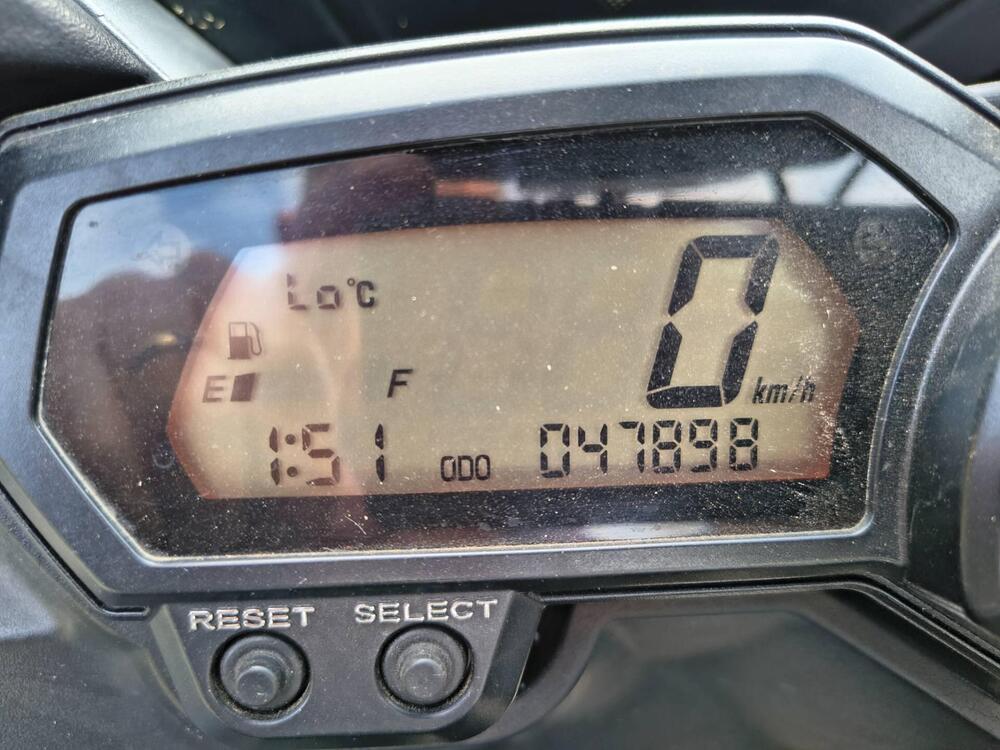 Lo°C
0 km/h
E F
1:51 ODO 047898
RESET SELECT